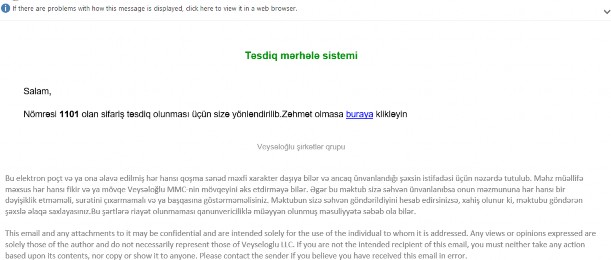 If there are problems with how this message is displayed, click here to view it in a web browser.
Təsdiq mərhələ sistemi
Salam,
Nömrəsi 1101 olan sifariş təsdiq olunması üçün sizə yönləndirilib.Zəhmət olmasa buraya klikləyin
Veysəloğlu şirkətlər qrupu
Bu elektron poçt və ya ona əlavə edilmiş hər hansı qoşma sənəd məxfi xarakter daşıya bilər və ancaq ünvanlandığı şəxsin istifadəsi üçün nəzərdə tutulub. Məhz müəllifə
məxsus hər hansı fikir və ya mövqe Veysəloğlu MMC-nin mövqeyini əks etdirməyə bilər. Əgər bu məktub sizə səhvən ünvanlanıbsa onun məzmununa hər hansı bir
dəyişiklik etməməli, surətini çıxarmamalı və ya başqasına göstərməməlisiniz. Məktubun sizə səhvən göndərildiyini hesab edirsinizsə, xahiş olunur ki, məktubu göndərən
şəxslə əlaqə saxlayasınız.Bu şərtlərə riayət olunmaması qanunvericiliklə müəyyən olunmuş məsuliyyətə səbəb ola bilər.
This email and any attachments to it may be confidential and are intended solely for the use of the individual to whom it is addressed. Any views or opinions expressed are
solely those of the author and do not necessarily represent those of Veyseloglu LLC. If you are not the intended recipient of this email, you must neither take any action
based upon its contents, nor copy or show it to anyone. Please contact the sender if you believe you have received this email in error.